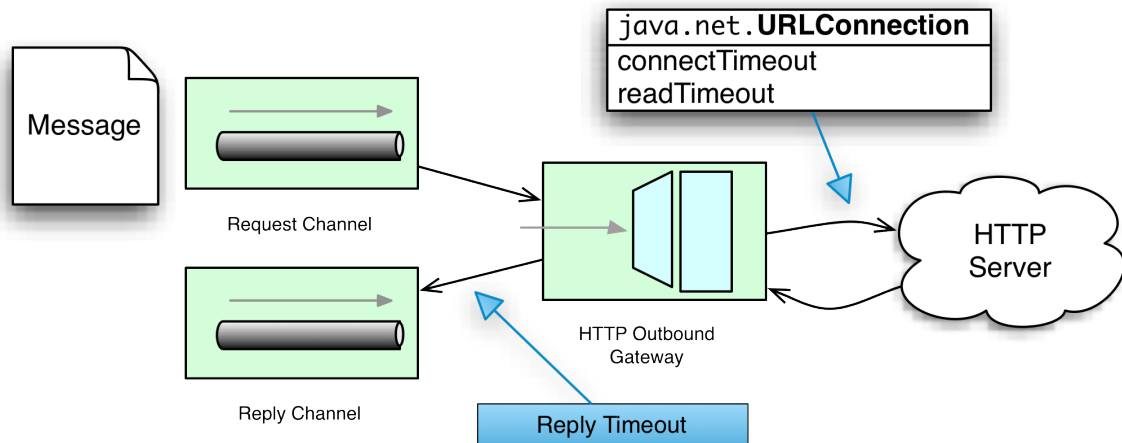 java.net.URLConnection
connectTimeout
readTimeout
Message
Request Channel
HTTP
Server
HTTP Outbound
Gateway
Reply Channel
Reply Timeout